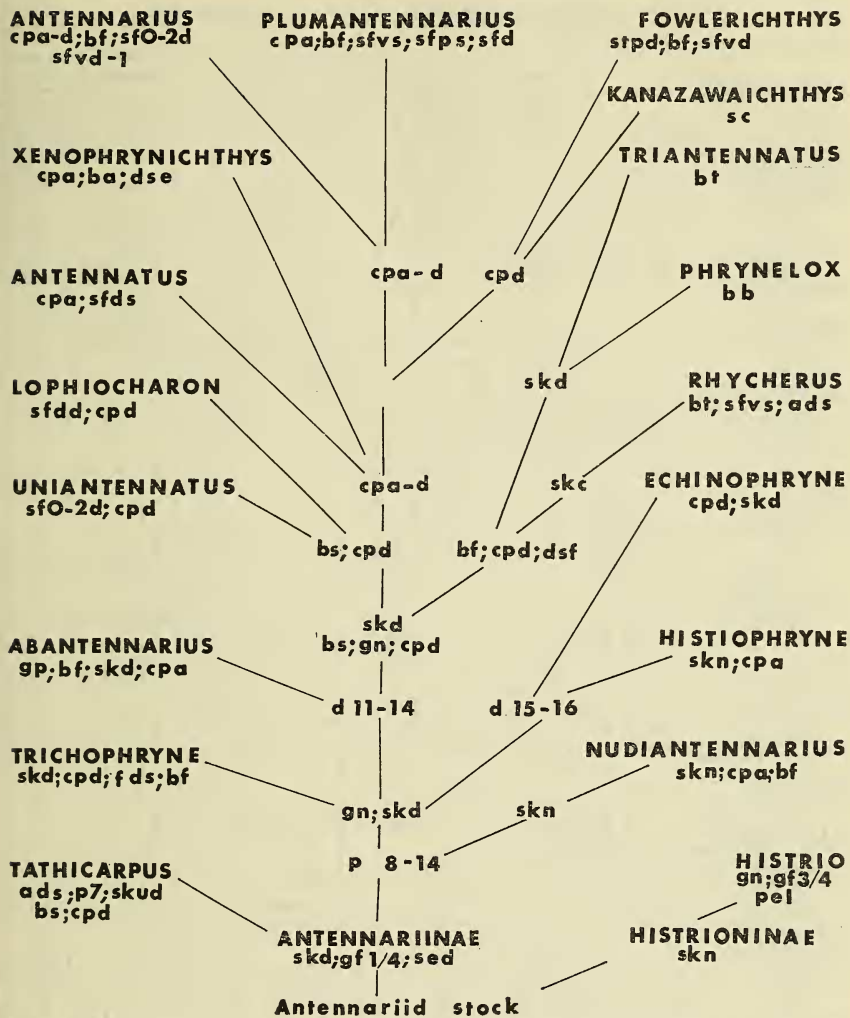 ANTENNARIUS
cpa-d;bf;sf0-2d
sfvd-1
PLUMANTENNARIUS
cpa;bf;sfvs;sfps;sfd
FOWLERICHTHYS
stpd;bf;sfvd
KANAZAWAICHTHYS
sc
XENOPHRYNICHTHYS
cpa;ba;dse
TRIANTENNATUS
bt
cpa-d
cpd
ANTENNATUS
cpa;sfds
PHRYNELOX
bb
LOPHIOCHARON
sfdd;cpd
skd
RHYCHERUS
bt;sfvs;ads
UNIANTENNATUS
sf0-2d;cpd
cpa-d
skc
ECHINOPHRYNE
cpd;skd
bs;cpd
bf;cpd;dsf
skd
bs;gn;cpd
ABANTENNARIUS
gp;bf;skd;cpa
HISTIOPHRYNE
skn;cpa
d 11-14
d 15-16
TRICHOPHRYNE
skd;cpd;fds;bf
NUDIANTENNARIUS
skn;cpa;bf
gn;skd
skn
p 8-14
TATHICARPUS
ads;p7;skud
bs;cpd
HISTRIO
gn;gf3/4
pel
ANTENNARIINAE
skd;gf1/4;sed
HISTRIONINAE
skn
Antennariid stock